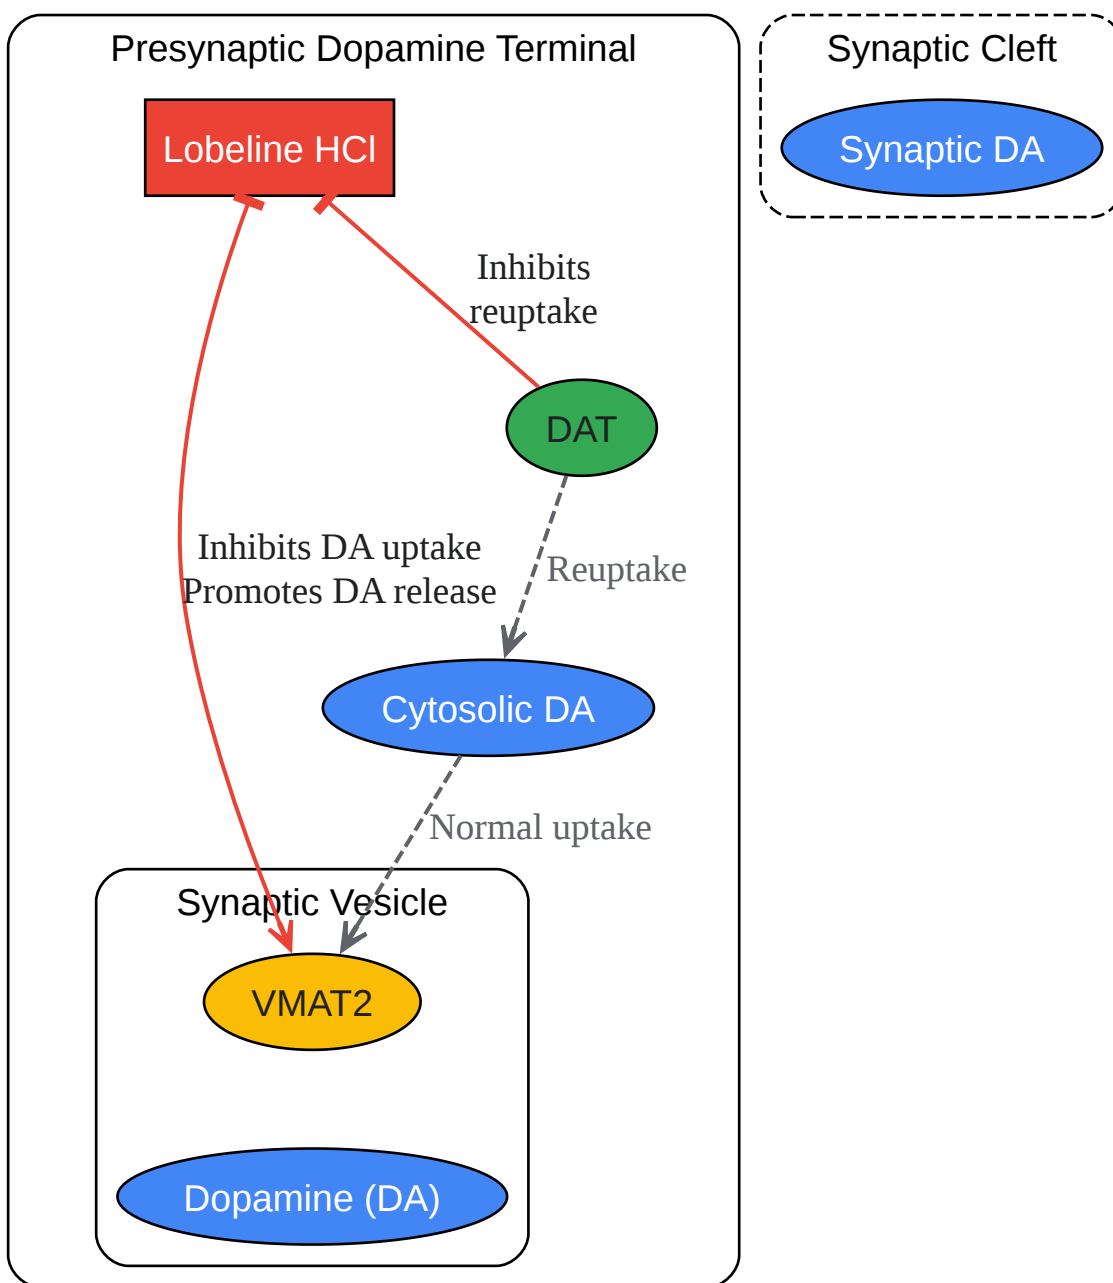 Presynaptic Dopamine Terminal
Synaptic Cleft
Lobeline HCl
Synaptic DA
Inhibits
reuptake
DAT
Inhibits DA uptake
Promotes DA release
Reuptake
Cytosolic DA
Normal uptake
Synaptic Vesicle
VMAT2
Dopamine (DA)